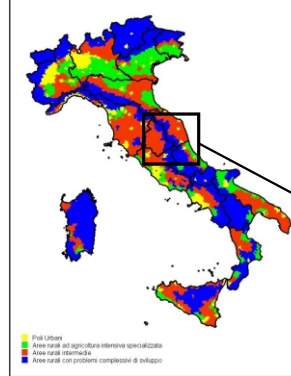 Poli Urbani
Aree rurali ad agricoltura intensiva specializzata
Aree rurali intermedie
Aree rurali con problemi complessivi di sviluppo